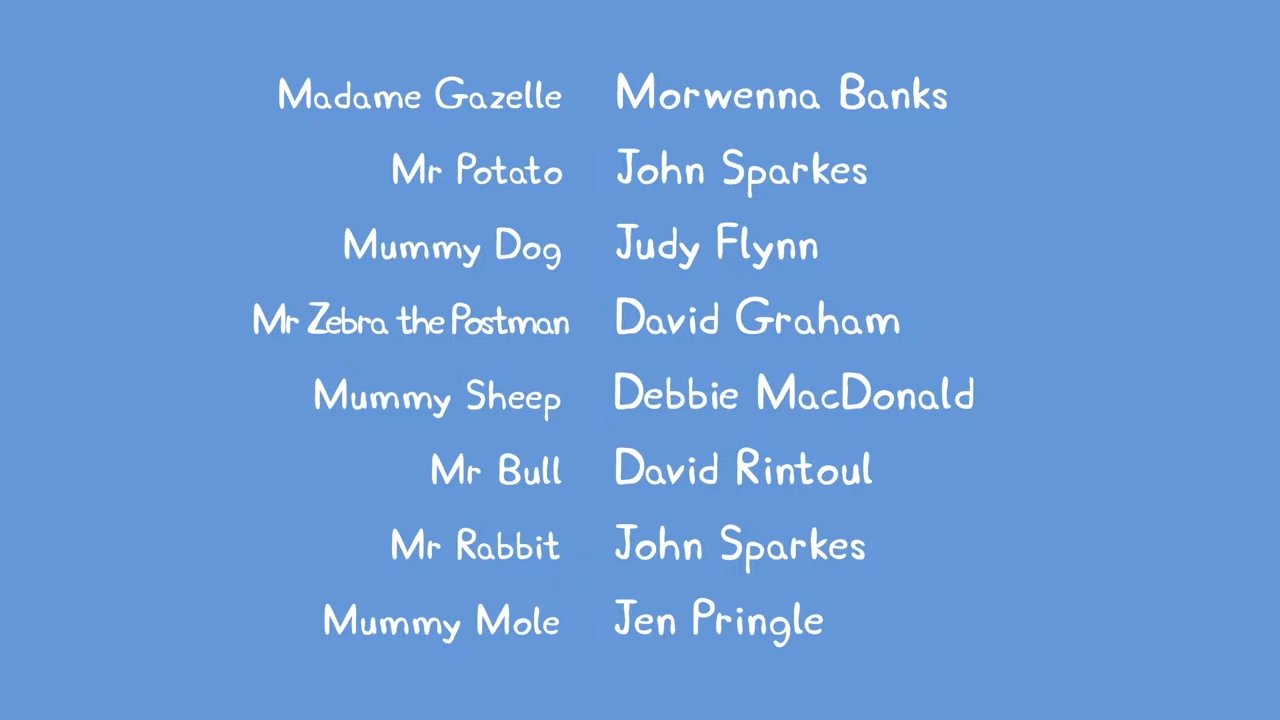 Madame Gazelle Morwenna Banks
Mr Potato John Sparkes
Mummy Dog Judy Flynn
Mr Zebra the Postman David Graham
Mummy Sheep Debbie MacDonald
Mr Bull David Rintoul
Mr Rabbit John Sparkes
Mummy Mole Jen Pringle